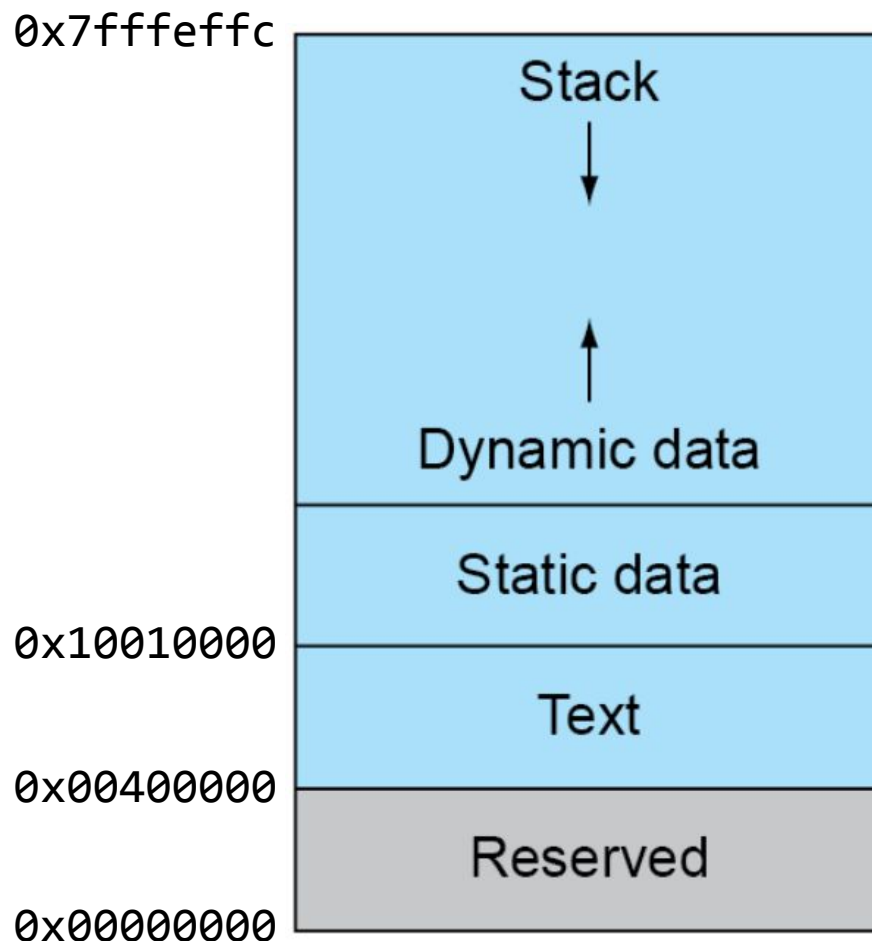 0x7fffeffc
Stack
Dynamic data
Static data
0x10010000
Text
0x00400000
Reserved
0x00000000